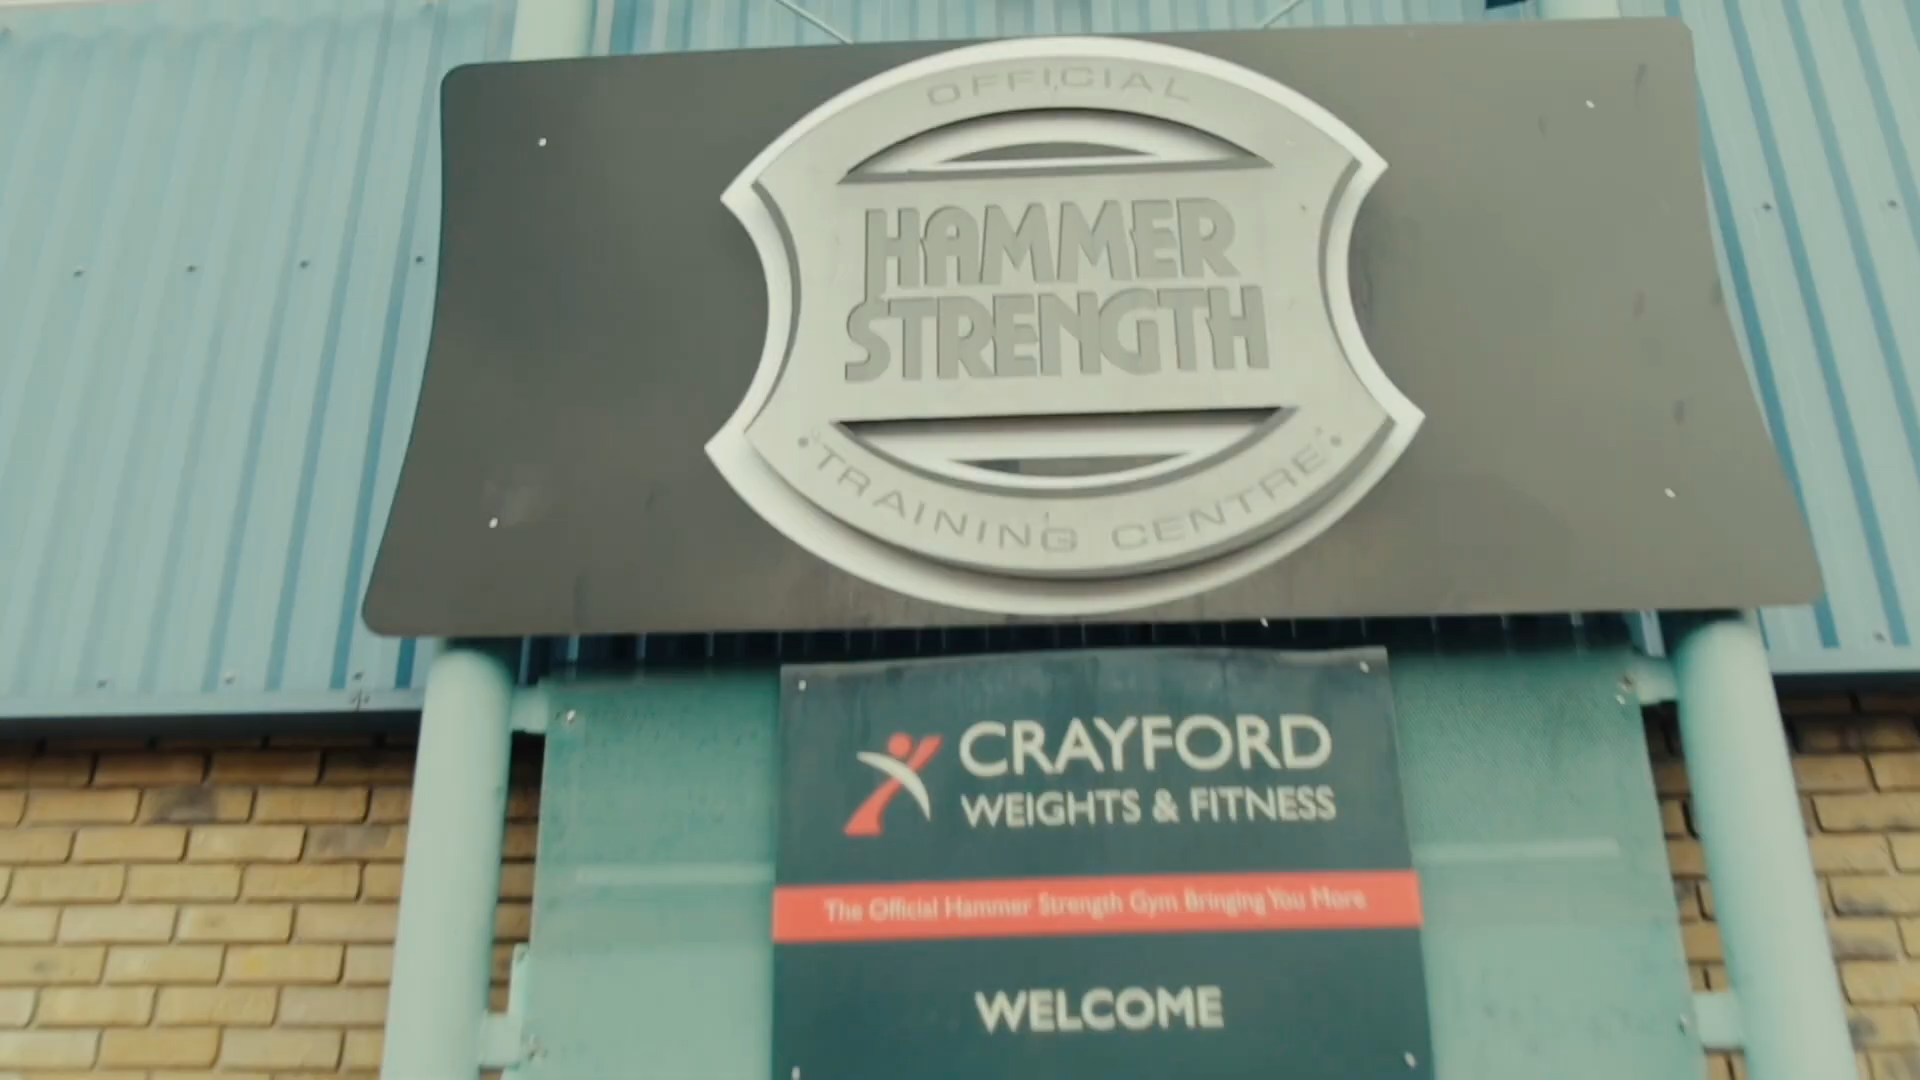 OFFICIAL
HAMMER
STRENGTH
TRAINING CENTRE
CRAYFORD
WEIGHTS & FITNESS
The Official Hammer Strength Gym Bringing You More
WELCOME